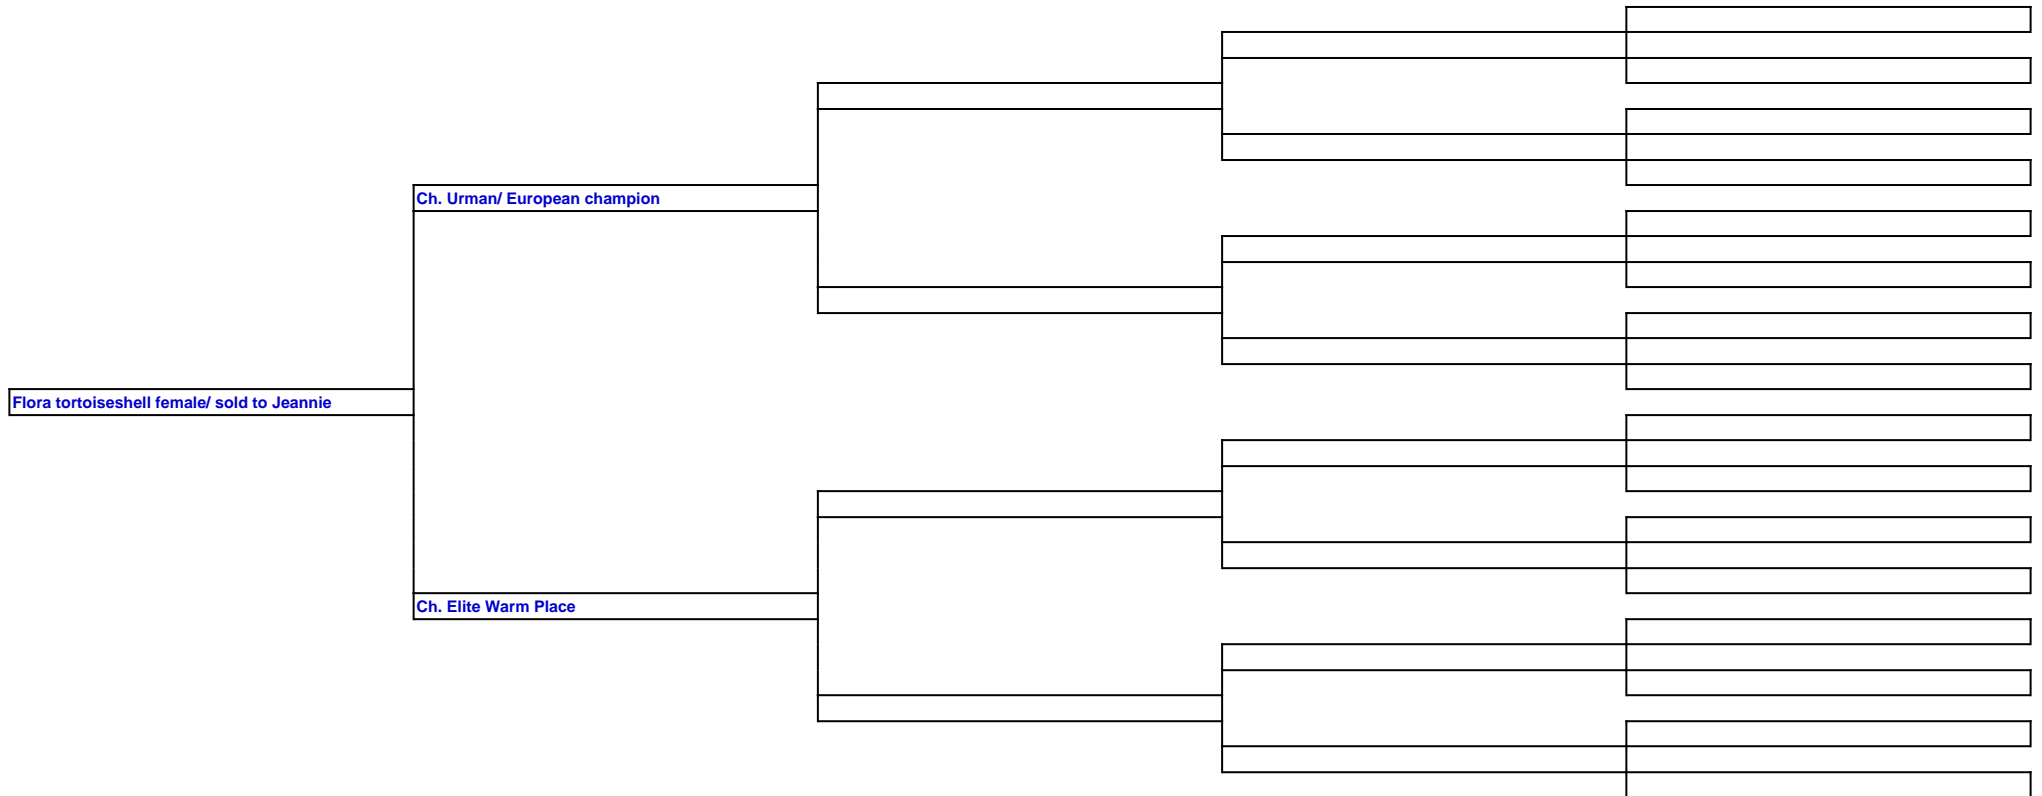 Ch. Urman/ European champion
Flora tortoiseshell female/ sold to Jeannie
Ch. Elite Warm Place